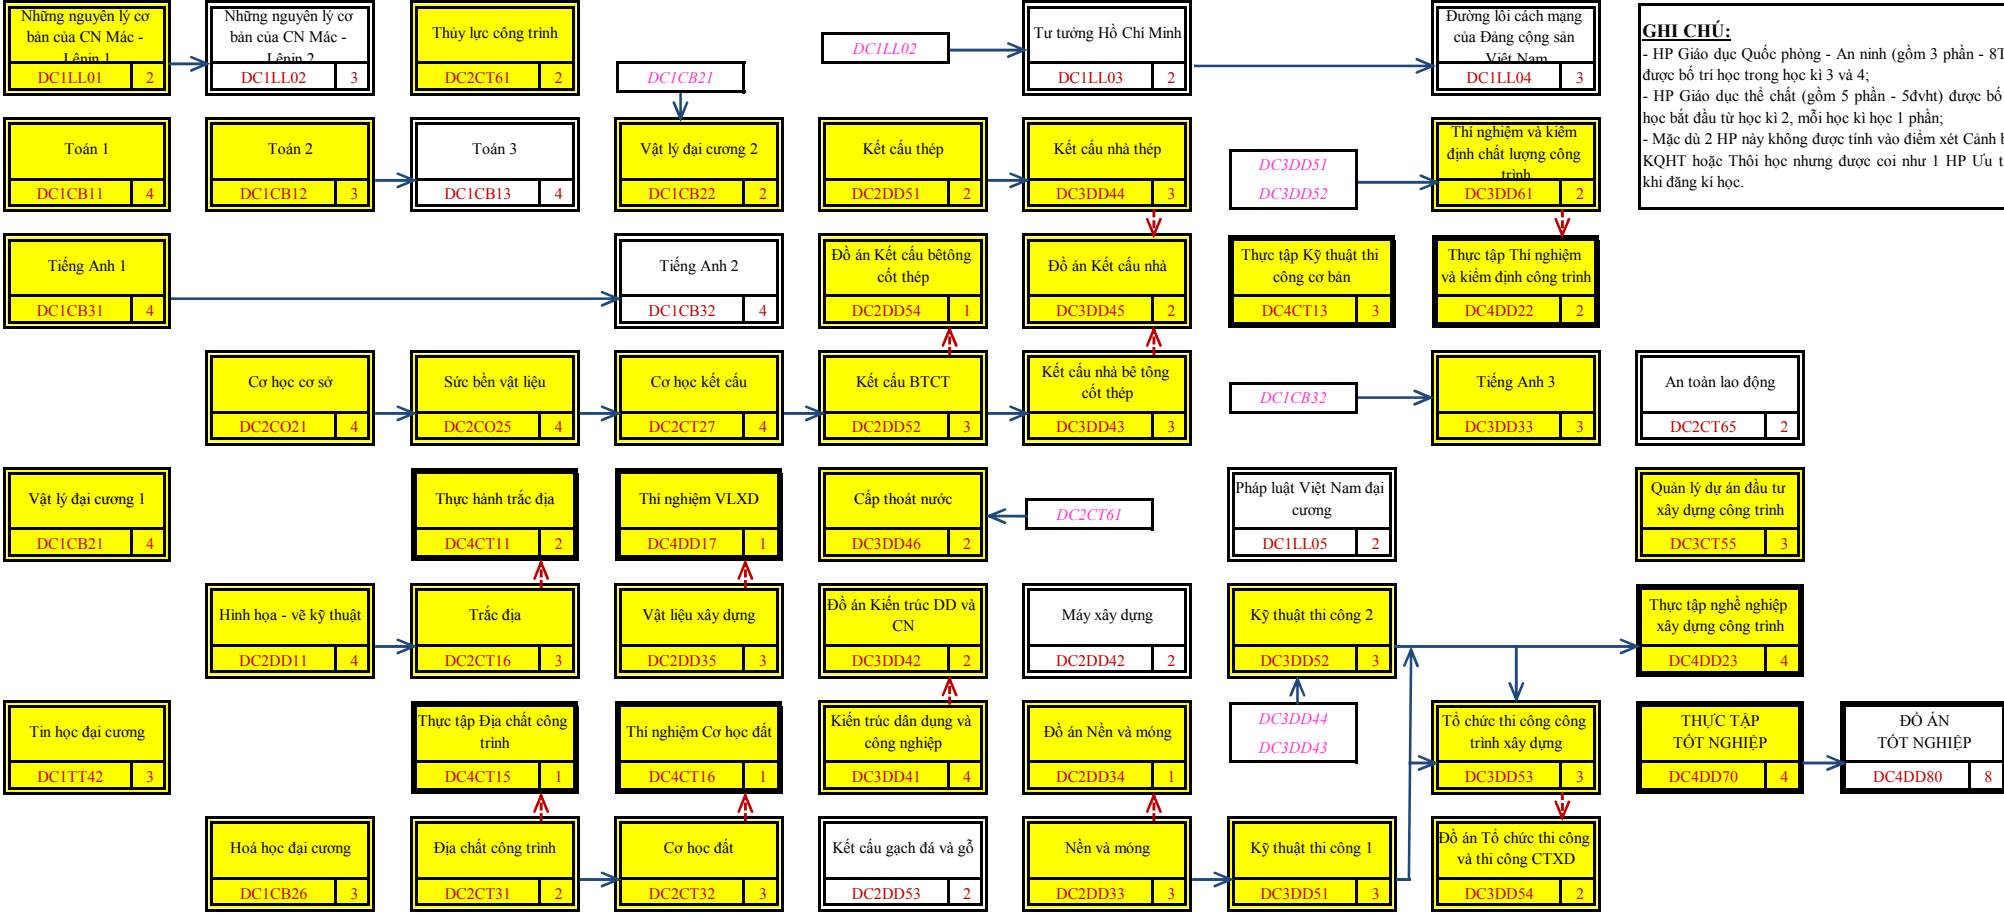 Những nguyên lý cơ
bản của CN Mác -
Lênin 1
DC1LL01 2
Những nguyên lý cơ
bản của CN Mác -
Lênin 2
DC1LL02 3
Thủy lực công trình
DC2CT61 2
DC1CB21
DC1LL02
Tư tưởng Hồ Chí Minh
DC1LL03 2
Đường lối cách mạng
của Đảng cộng sản
Việt Nam
DC1LL04 3
GHI CHÚ:
- HP Giáo dục Quốc phòng - An ninh (gồm 3 phần - 8T
được bố trí học trong học kì 3 và 4;
- HP Giáo dục thể chất (gồm 5 phần - 5đvht) được bố
học bắt đầu từ học kì 2, mỗi học kì học 1 phần;
- Mặc dù 2 HP này không được tính vào điểm xét Cảnh b
KQHT hoặc Thôi học nhưng được coi như 1 HP Ưu t
khi đăng kí học.
Toán 1
DC1CB11 4
Toán 2
DC1CB12 3
Toán 3
DC1CB13 4
Vật lý đại cương 2
DC1CB22 2
Kết cấu thép
DC2DD51 2
Kết cấu nhà thép
DC3DD44 3
DC3DD51
DC3DD52
Thí nghiệm và kiểm
định chất lượng công
trình
DC3DD61 2
Tiếng Anh 1
DC1CB31 4
Tiếng Anh 2
DC1CB32 4
Đồ án Kết cấu bêtông
cốt thép
DC2DD54 1
Đồ án Kết cấu nhà
DC3DD45 2
Thực tập Kỹ thuật thi
công cơ bản
DC4CT13 3
Thực tập Thí nghiệm
và kiểm định công trình
DC4DD22 2
Cơ học cơ sở
DC2CO21 4
Sức bền vật liệu
DC2CO25 4
Cơ học kết cấu
DC2CT27 4
Kết cấu BTCT
DC2DD52 3
Kết cấu nhà bê tông
cốt thép
DC3DD43 3
DC1CB32
Tiếng Anh 3
DC3DD33 3
An toàn lao động
DC2CT65 2
Vật lý đại cương 1
DC1CB21 4
Thực hành trắc địa
DC4CT11 2
Thí nghiệm VLXD
DC4DD17 1
Cấp thoát nước
DC3DD46 2
DC2CT61
Pháp luật Việt Nam đại
cương
DC1LL05 2
Quản lý dự án đầu tư
xây dựng công trình
DC3CT55 3
Hình họa - vẽ kỹ thuật
DC2DD11 4
Trắc địa
DC2CT16 3
Vật liệu xây dựng
DC2DD35 3
Đồ án Kiến trúc DD và
CN
DC3DD42 2
Máy xây dựng
DC2DD42 2
Kỹ thuật thi công 2
DC3DD52 3
Thực tập nghề nghiệp
xây dựng công trình
DC4DD23 4
Tin học đại cương
DC1TT42 3
Thực tập Địa chất công
trình
DC4CT15 1
Thí nghiệm Cơ học đất
DC4CT16 1
Kiến trúc dân dụng và
công nghiệp
DC3DD41 4
Đồ án Nền và móng
DC2DD34 1
DC3DD44
DC3DD43
Tổ chức thi công công
trình xây dựng
DC3DD53 3
THỰC TẬP
TỐT NGHIỆP
DC4DD70 4
ĐỒ ÁN
TỐT NGHIỆP
DC4DD80 8
Hoá học đại cương
DC1CB26 3
Địa chất công trình
DC2CT31 2
Cơ học đất
DC2CT32 3
Kết cấu gạch đá và gỗ
DC2DD53 2
Nền và móng
DC2DD33 3
Kỹ thuật thi công 1
DC3DD51 3
Đồ án Tổ chức thi công
và thi công CTXD
DC3DD54 2